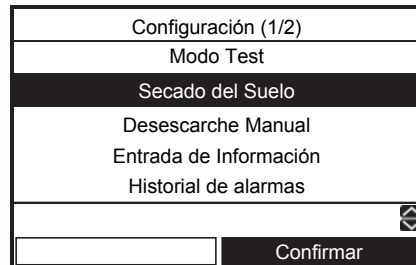 Configuración (1/2)
Modo Test
Secado del Suelo
Desescarche Manual
Entrada de Información
Historial de alarmas
Confirmar